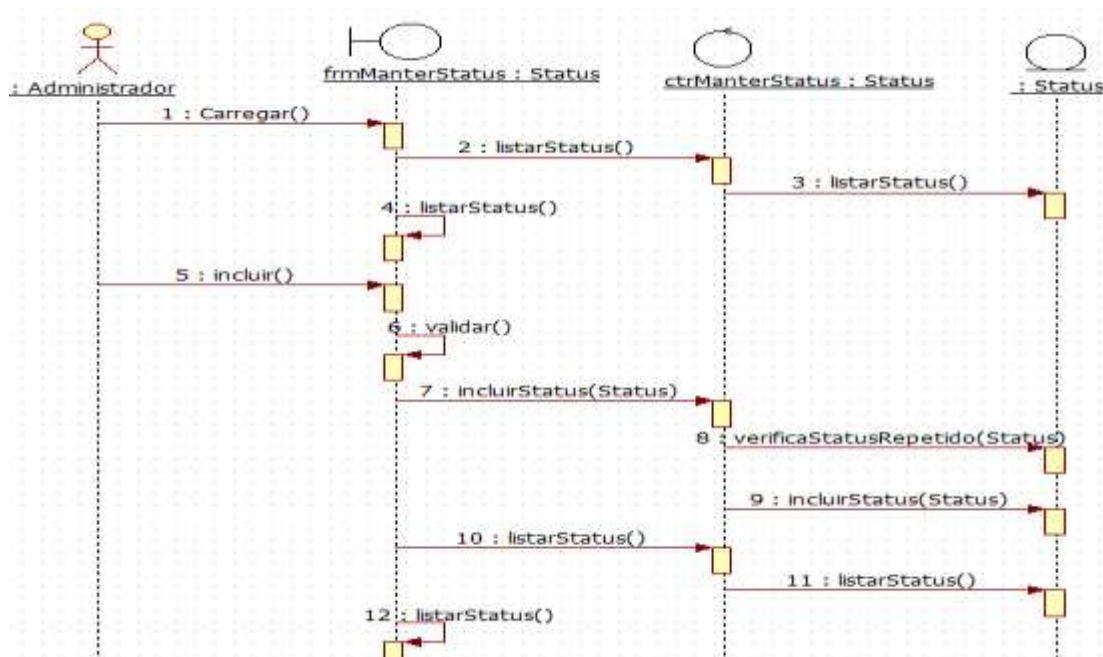 : Administrador
frmManterStatus : Status
ctrManterStatus : Status
: Status
1 : Carregar()
2 : listarStatus()
3 : listarStatus()
4 : listarStatus()
5 : incluir()
6 : validar()
7 : incluirStatus(Status)
8 : verificaStatusRepetido(Status)
9 : incluirStatus(Status)
10 : listarStatus()
11 : listarStatus()
12 : listarStatus()